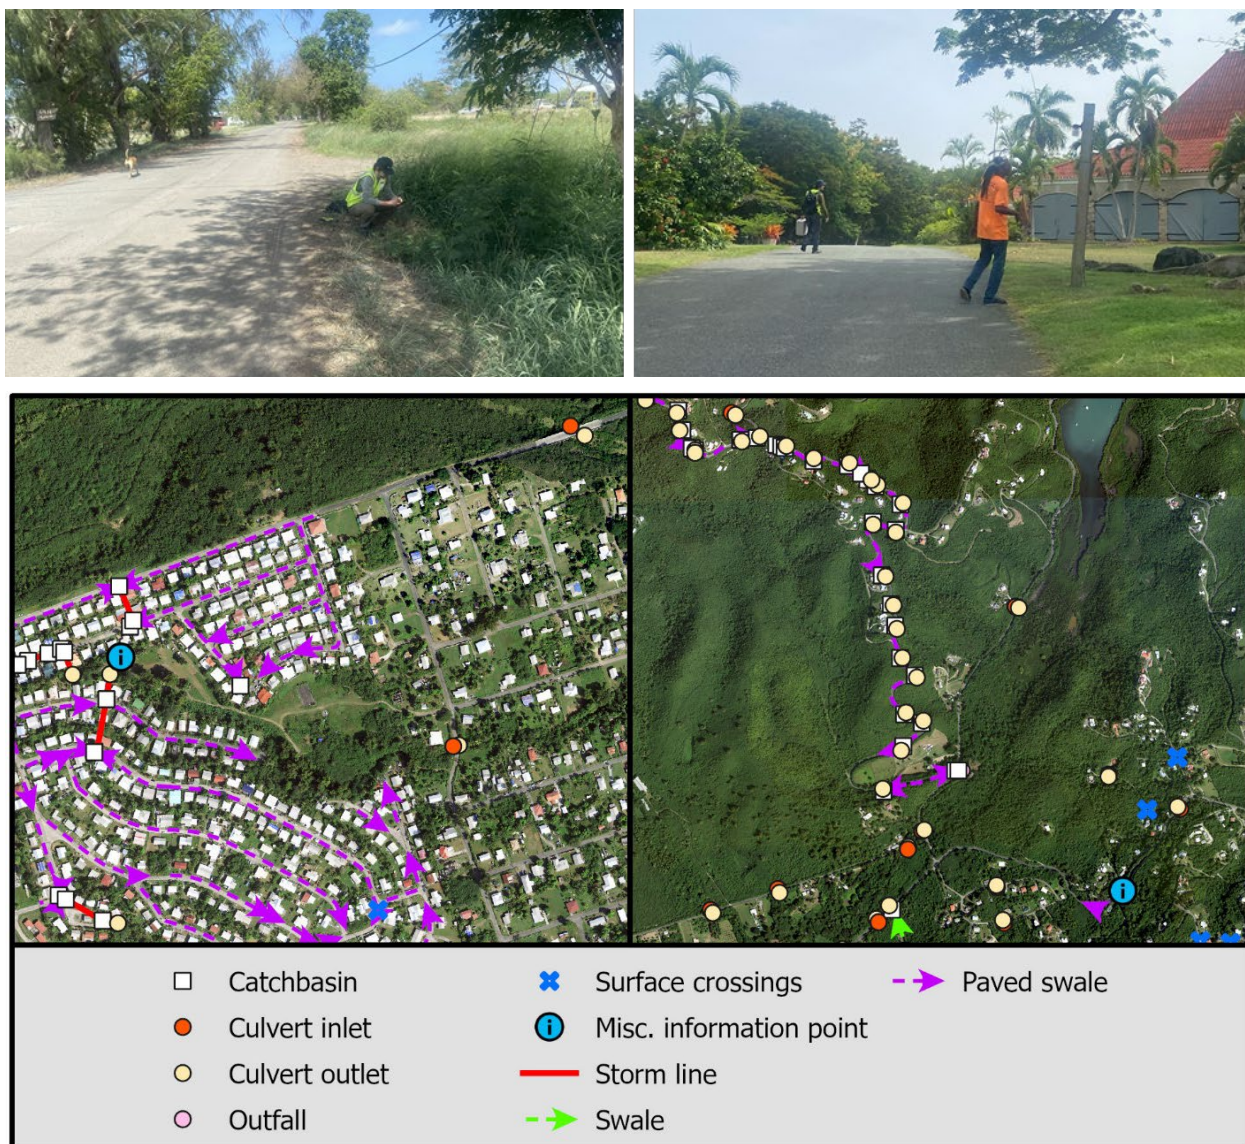 Catchbasin
Surface crossings
Paved swale
Culvert inlet
i Misc. information point
Culvert outlet
Storm line
Outfall
Swale
i
i